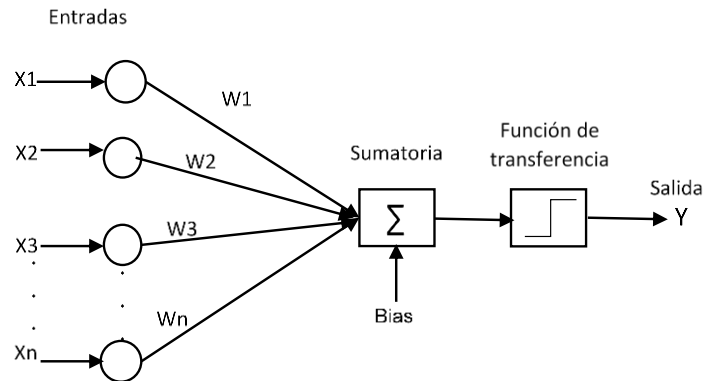 Entradas
X1
W1
X2
W2
Sumatoria
Función de
transferencia
Salida
X3
W3
Σ
Y
Wn
Bias
Xn